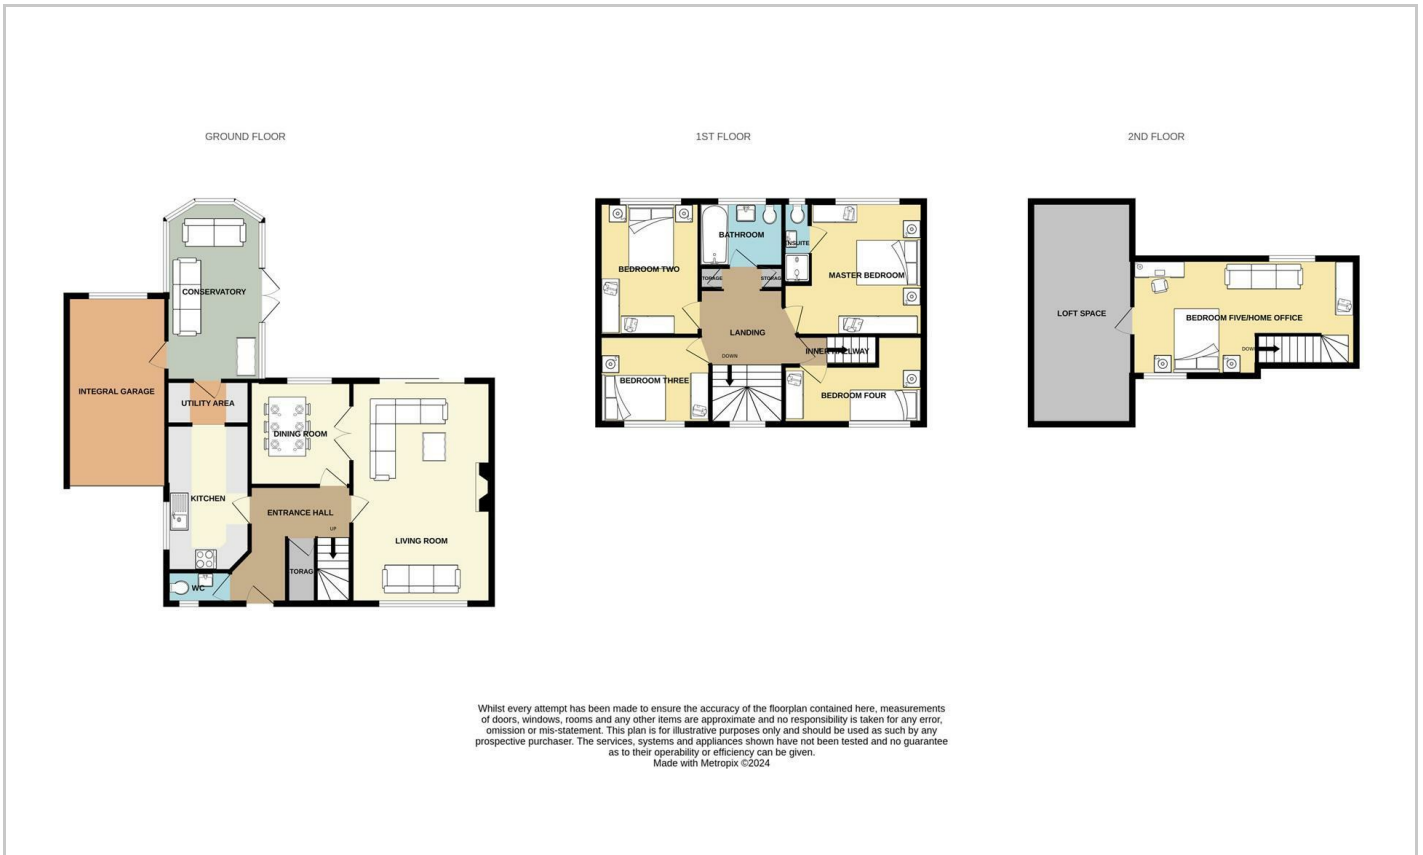 GROUND FLOOR
CONSERVATORY
INTEGRAL GARAGE
UTILITY AREA
DINING ROOM
KITCHEN
ENTRANCE HALL
UP
LIVING ROOM
TORAG
WC
1ST FLOOR
BATHROOM
ENSUITE
BEDROOM TWO
MASTER BEDROOM
TORAGE
STORAG
LANDING
DOWN
BEDROOM THREE
BEDROOM FOUR
2ND FLOOR
LOFT SPACE
BEDROOM FIVE/HOME OFFICE
DOWN
Whilst every attempt has been made to ensure the accuracy of the floorplan contained here, measurements
of doors, windows, rooms and any other items are approximate and no responsibility is taken for any error,
omission or mis-statement. This plan is for illustrative purposes only and should be used as such by any
prospective purchaser. The services, systems and appliances shown have not been tested and no guarantee
as to their operability or efficiency can be given.
Made with Metropix ©2024